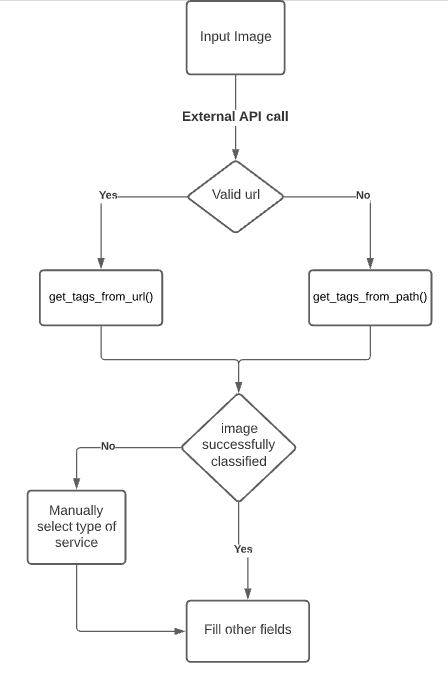 Input Image
External API call
Valid url
Yes
No
get_tags_from_url()
get_tags_from_path()
image
successfully
classified
No
Manually
select type of
service
Yes
Fill other fields